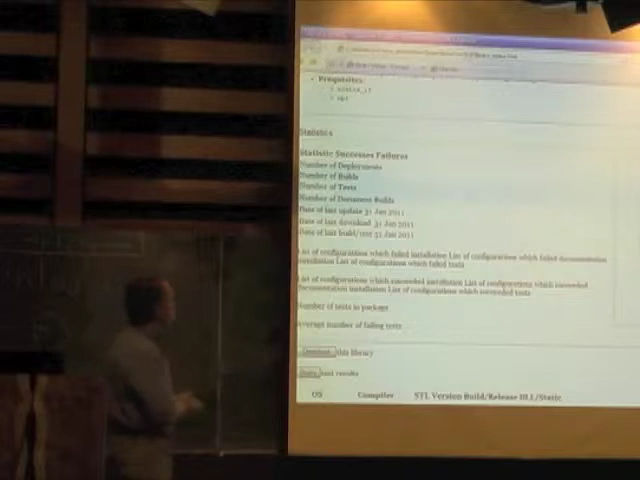 Prequisites:
Statistics
Statistic Successes Failures
Number of Deployments
Number of Builds
Number of Tests
Number of Document Builds
Date of last update 31 Jan 2011
Date of last download 31 Jan 2011
Date of last build/test 31 Jan 2011
List of configurations which failed installation List of configurations which failed documentation
installation List of configurations which failed tests
List of configurations which succeeded installation List of configurations which succeeded
documentation installation List of configurations which succeeded tests
Number of tests in package
Average number of failing tests
Download this library
test results
OS Compiler STL Version Build/Release DLL/Static